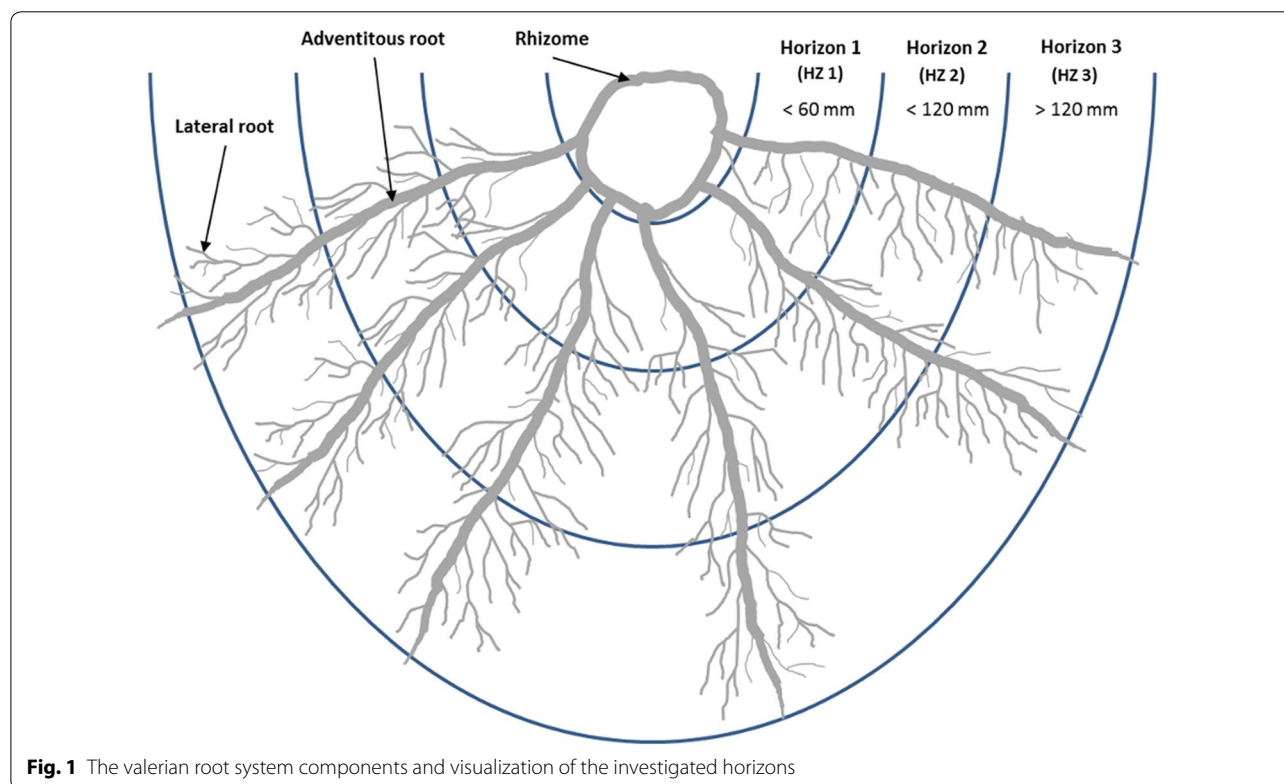 Adventitous root
Rhizome
Horizon 1
(HZ 1)
< 60 mm
Horizon 2
(HZ 2)
< 120 mm
Horizon 3
(HZ 3)
> 120 mm
Lateral root
Fig. 1 The valerian root system components and visualization of the investigated horizons